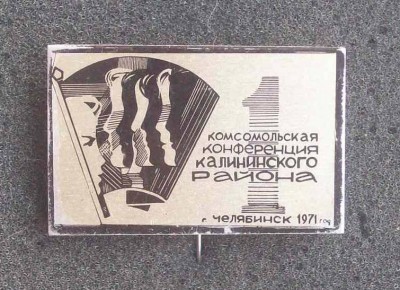 1
КОМСОМОЛЬСКАЯ
КОНФЕРЕНЦИЯ
КАЛИНИНСКОГО
РАЙОНА
г. ЧЕЛЯБИНСК 1971 год